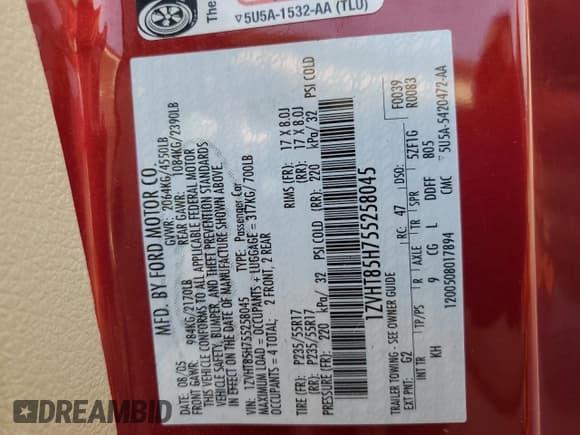 The
▽5U5A-1532-AA (TLU)
MFD. BY FORD MOTOR CO.
08/05 GVWR: 2064KG/4550LB
FRONT GAWR: 984KG/2170LB REAR GAWR: 1084KG/2390LB
THIS VEHICLE CONFORMS TO ALL APPLICABLE FEDERAL MOTOR
VEHICLE SAFETY, BUMPER, AND THEFT PREVENTION STANDARDS
IN EFFECT ON THE DATE OF MANUFACTURE SHOWN ABOVE.
VIN: 1ZVHT85H755258045 TYPE: Passenger Car
MAXIMUM LOAD = OCCUPANTS + LUGGAGE = 317KG/700LB
OCCUPANTS = 4 TOTAL: 2 FRONT, 2 REAR
TIRE (FR): P235/55R17 RIMS (FR): 17 X 8.0J
(RR): P235/55R17 (RR): 17 X 8.0J
PRESSURE (FR): 220 kPa/ 32 PSI COLD (RR): 220 kPa/ 32 PSI COLD
1ZVHT85H755258045
F0039
R0083
TRAILER TOWING - SEE OWNER GUIDE
EXT PNT: G2 RC: 47 DSO:
INT TR TP/PS R AXLE TR SPR 5ZF1G
KH 9 CG L DDFF B05
1200508017894 GMC ▽5U5A-5420472-AA
DREAMBID